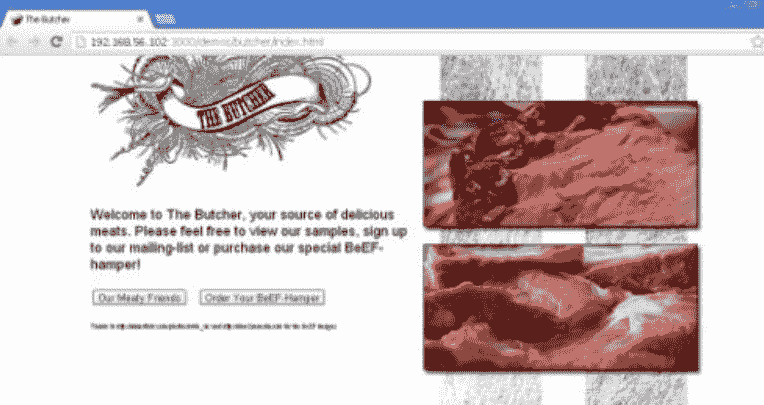 The Butcher
192.168.56.102:3000/demos/butcher/index.html
THE BUTCHER
Welcome to The Butcher, your source of delicious
meats. Please feel free to view our samples, sign up
to our mailing-list or purchase our special BeEF-
hamper!
Our Meaty Friends Order Your BeEF-Hamper